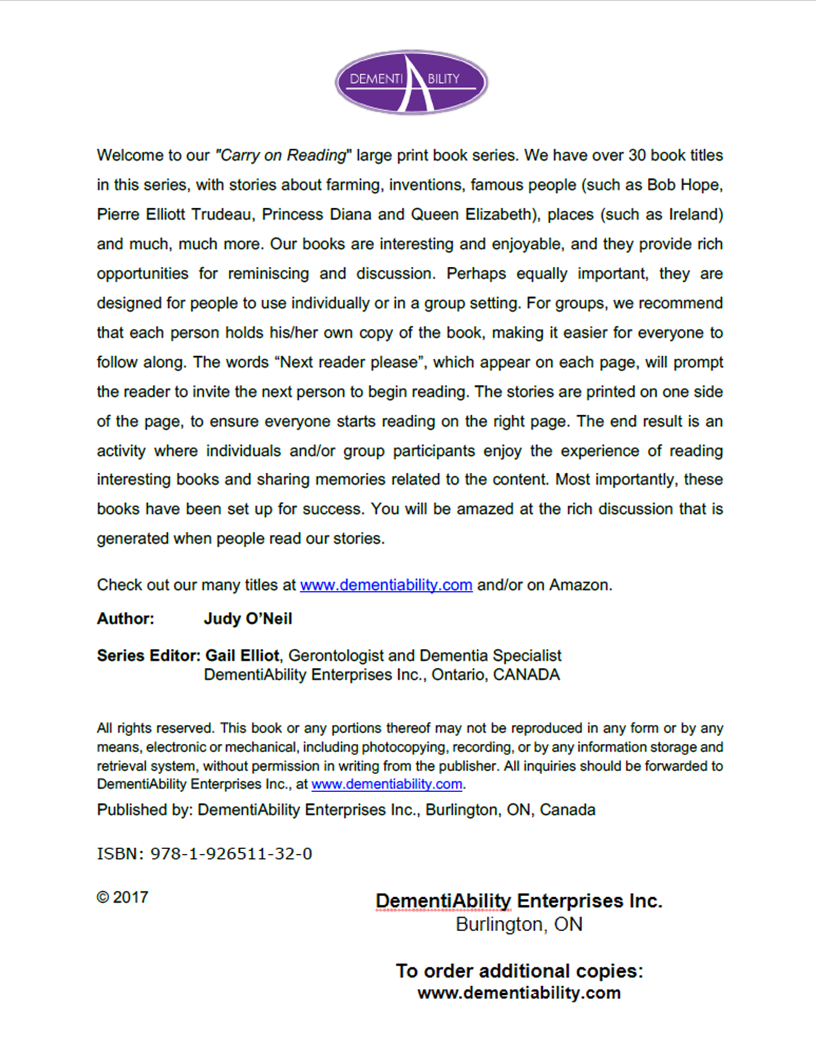 DEMENTIABILITY
Welcome to our "Carry on Reading" large print book series. We have over 30 book titles
in this series, with stories about farming, inventions, famous people (such as Bob Hope,
Pierre Elliott Trudeau, Princess Diana and Queen Elizabeth), places (such as Ireland)
and much, much more. Our books are interesting and enjoyable, and they provide rich
opportunities for reminiscing and discussion. Perhaps equally important, they are
designed for people to use individually or in a group setting. For groups, we recommend
that each person holds his/her own copy of the book, making it easier for everyone to
follow along. The words “Next reader please”, which appear on each page, will prompt
the reader to invite the next person to begin reading. The stories are printed on one side
of the page, to ensure everyone starts reading on the right page. The end result is an
activity where individuals and/or group participants enjoy the experience of reading
interesting books and sharing memories related to the content. Most importantly, these
books have been set up for success. You will be amazed at the rich discussion that is
generated when people read our stories.
Check out our many titles at www.dementiability.com and/or on Amazon.
Author: Judy O’Neil
Series Editor: Gail Elliot, Gerontologist and Dementia Specialist
DementiAbility Enterprises Inc., Ontario, CANADA
All rights reserved. This book or any portions thereof may not be reproduced in any form or by any
means, electronic or mechanical, including photocopying, recording, or by any information storage and
retrieval system, without permission in writing from the publisher. All inquiries should be forwarded to
DementiAbility Enterprises Inc., at www.dementiability.com.
Published by: DementiAbility Enterprises Inc., Burlington, ON, Canada
ISBN: 978-1-926511-32-0
© 2017
DementiAbility Enterprises Inc.
Burlington, ON
To order additional copies:
www.dementiability.com